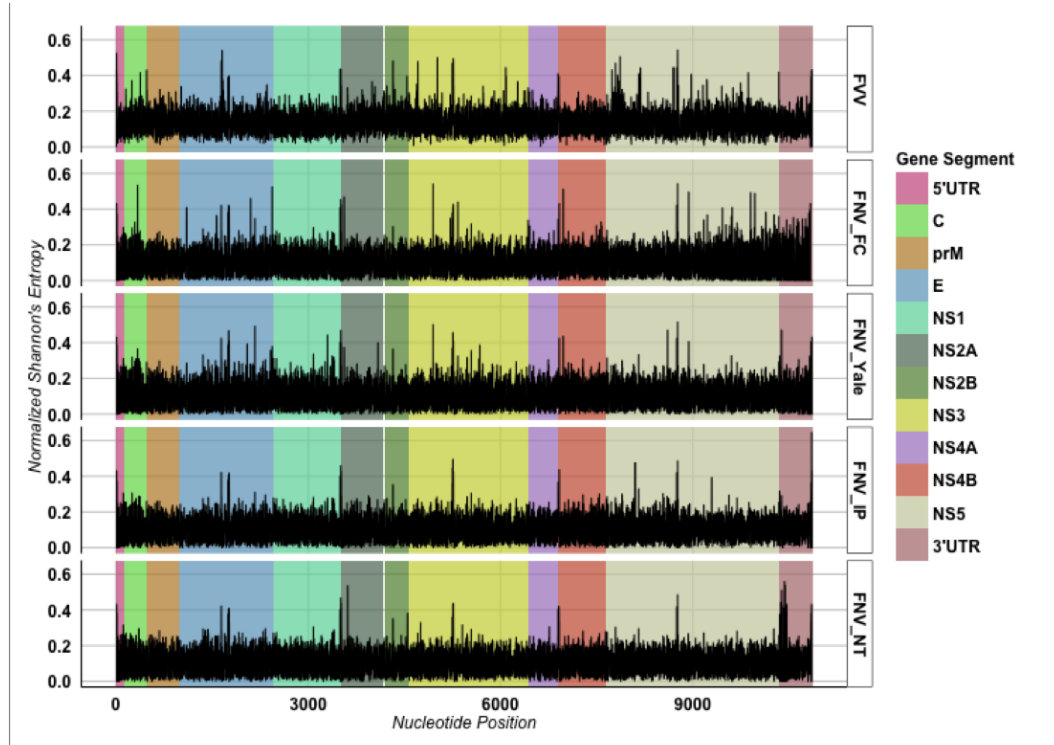 0.6
0.4
0.2
0.0
FVV
0.6
0.4
0.2
0.0
FNV_FC
0.6
0.4
0.2
0.0
FNV_Yale
0.6
0.4
0.2
0.0
FNV_IP
0.6
0.4
0.2
0.0
FNV_NT
Normalized Shannon's Entropy
0 3000 6000 9000
Nucleotide Position
Gene Segment
5'UTR
C
prM
E
NS1
NS2A
NS2B
NS3
NS4A
NS4B
NS5
3'UTR